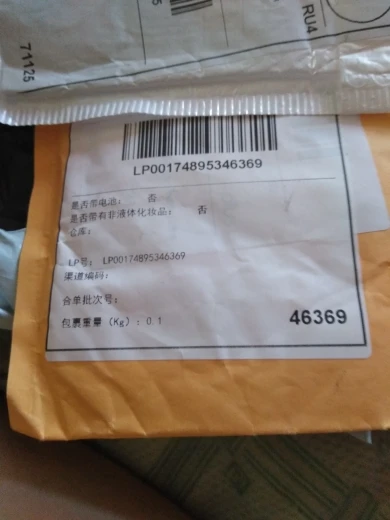 71125
RU4
LP00174895346369
是否带电池： 否
是否带有非液体化妆品： 否
仓库：
LP号： LP00174895346369
渠道编码：
合单批次号：
包裹重量 (Kg) : 0.1
46369